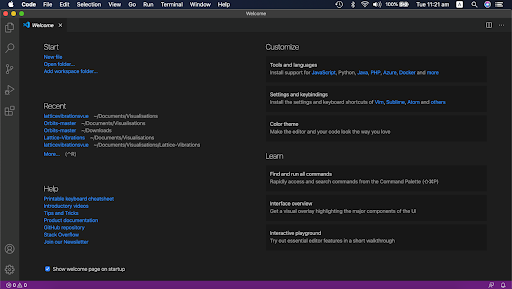 Code File Edit Selection View Go Run Terminal Window Help 100% Tue 11:21 am A
Welcome
Welcome
Start
New file
Open folder...
Add workspace folder...
Recent
latticevibrationsvue ~/Documents/Visualisations
Orbits-master ~/Documents/Visualisations
Orbits-master ~/Downloads
Lattice-Vibrations ~/Documents/Visualisations
latticevibrationsvue ~/Documents/Visualisations/Lattice-Vibrations
More... (^R)
Help
Printable keyboard cheatsheet
Introductory videos
Tips and Tricks
Product documentation
GitHub repository
Stack Overflow
Join our Newsletter
Show welcome page on startup
Customize
Tools and languages
Install support for JavaScript, Python, Java, PHP, Azure, Docker and more
Settings and keybindings
Install the settings and keyboard shortcuts of Vim, Sublime, Atom and others
Color theme
Make the editor and your code look the way you love
Learn
Find and run all commands
Rapidly access and search commands from the Command Palette (⇧⌘P)
Interface overview
Get a visual overlay highlighting the major components of the UI
Interactive playground
Try out essential editor features in a short walkthrough
0 0